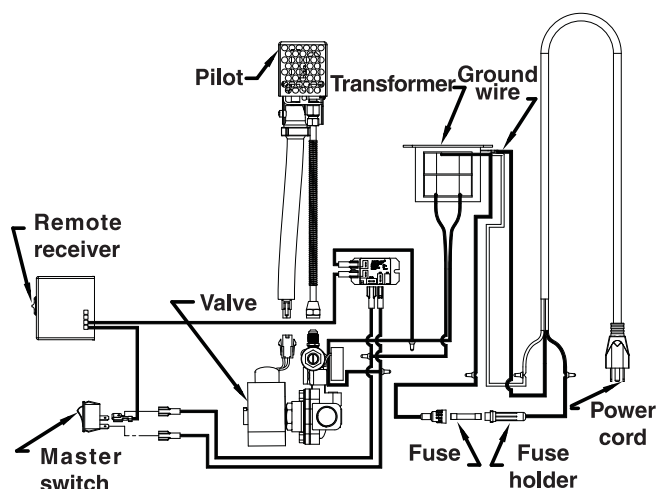 Pilot
Transformer
Ground
wire
Remote
receiver
Valve
Master
switch
Fuse
Fuse
holder
Power
cord